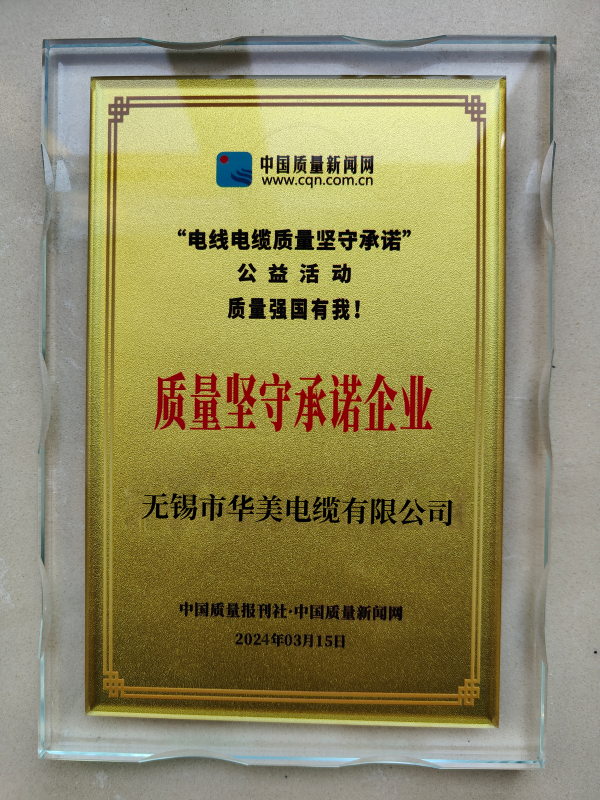 中国质量新闻网
www.cqn.com.cn
“电线电缆质量坚守承诺”
公益活动
质量强国有我!
质量坚守承诺企业
无锡市华美电缆有限公司
中国质量报刊社·中国质量新闻网
2024年03月15日